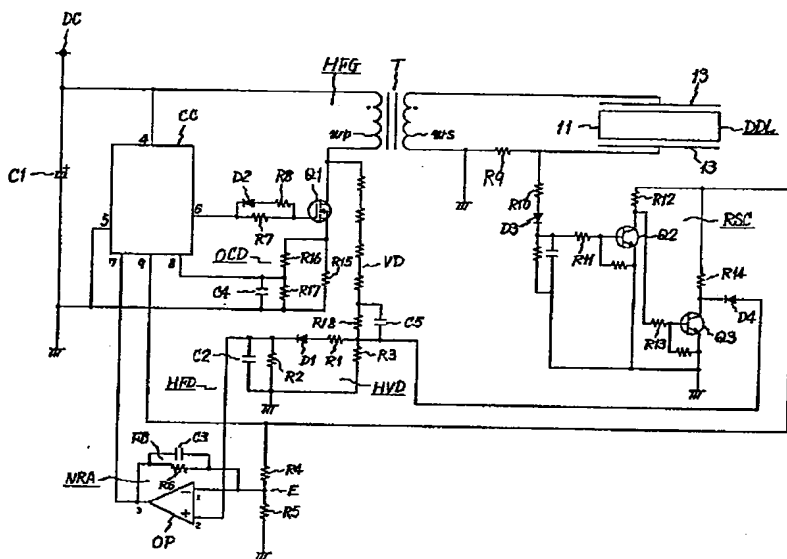 DC
HFG
T
13
CC
4
wp
ws
11
DDL
C1
D2
R8
Q1
R9
13
5
6
R7
R10
R12
RSC
7
9
8
OCD
R16
R15
VD
D3
R11
Q2
C4
R17
R14
R18
C5
D4
C2
D1
R1
R3
R13
Q3
R2
HFD
HVD
FC
C3
R4
NRA
R6
1
E
3
2
R5
OP